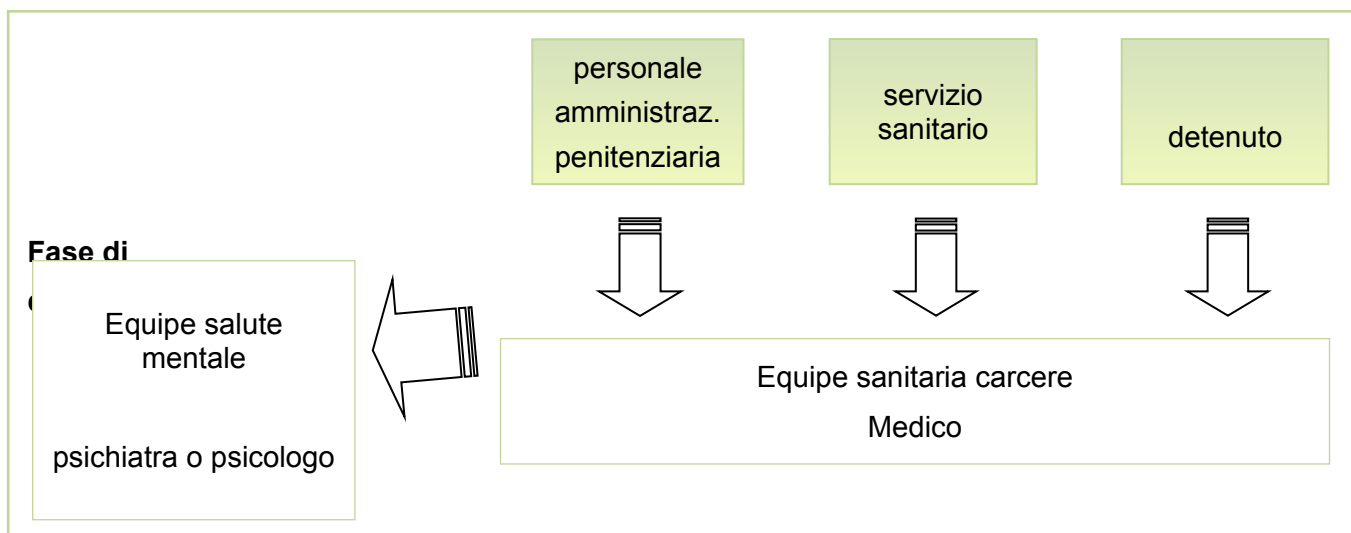 personale
amministraz.
penitenziaria
servizio
sanitario
detenuto
Fase di
Equipe salute
mentale
psichiatra o psicologo
Equipe sanitaria carcere
Medico